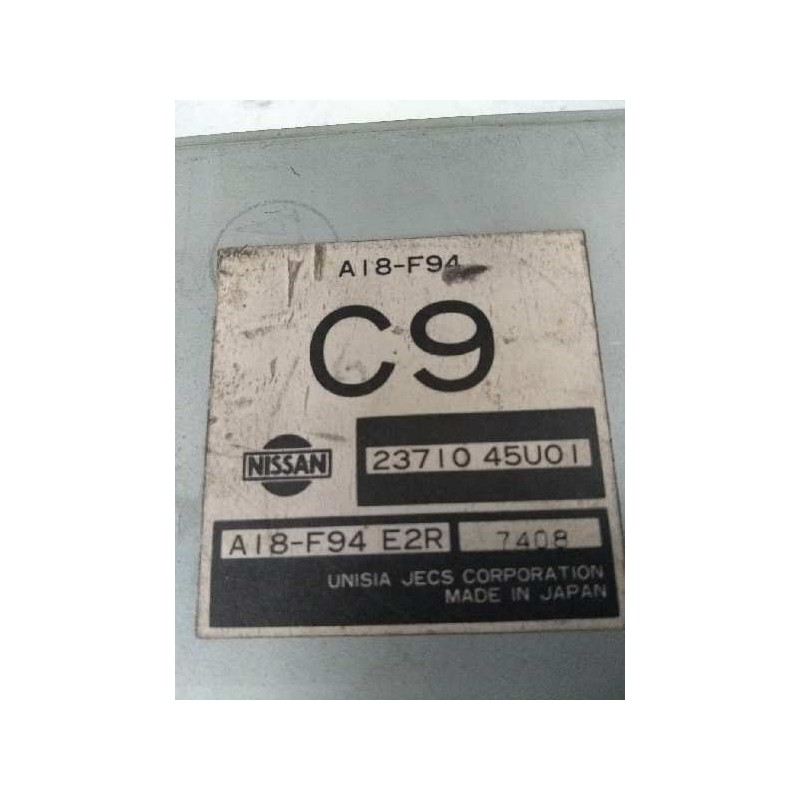 A18-F94
C9
NISSAN 23710 45U01
A18-F94 E2R 7408
UNISIA JECS CORPORATION
MADE IN JAPAN